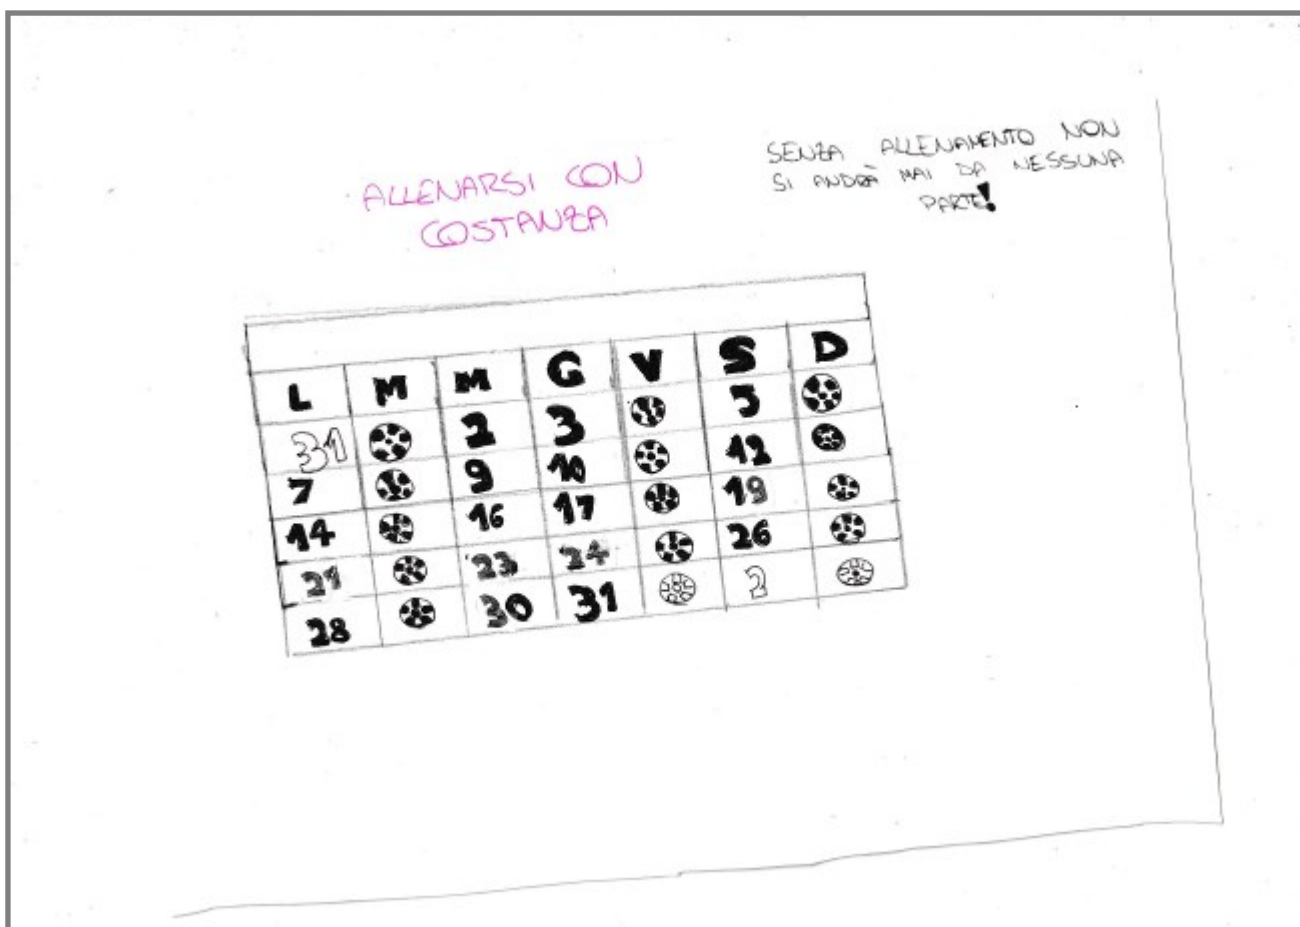 ALLENARSI CON
COSTANZA
SENZA ALLENAMENTO NON
SI ANDRÀ MAI DA NESSUNA
PARTE!
L M M G V S D
31 2 3 5
7 9 10 12
14 16 17 19
21 23 24 26
28 30 31 2